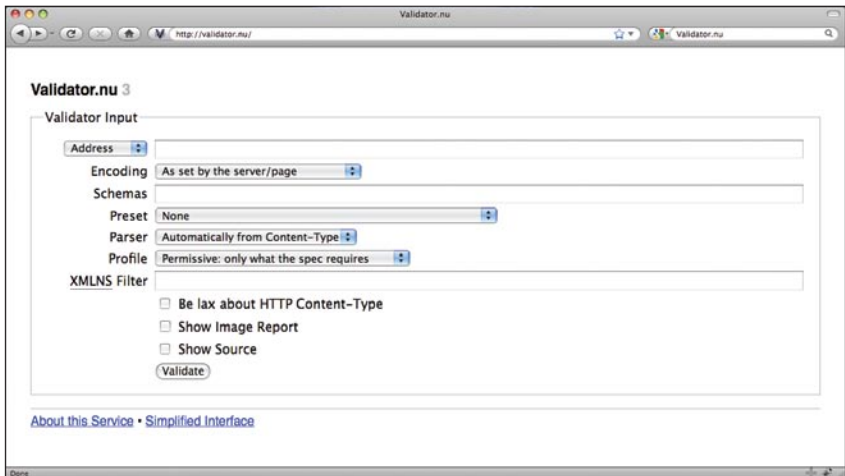 Validator.nu
http://validator.nu/
Validator.nu
Validator.nu 3
Validator Input
Address
Encoding As set by the server/page
Schemas
Preset None
Parser Automatically from Content-Type
Profile Permissive: only what the spec requires
XMLNS Filter
Be lax about HTTP Content-Type
Show Image Report
Show Source
Validate
About this Service • Simplified Interface
Done